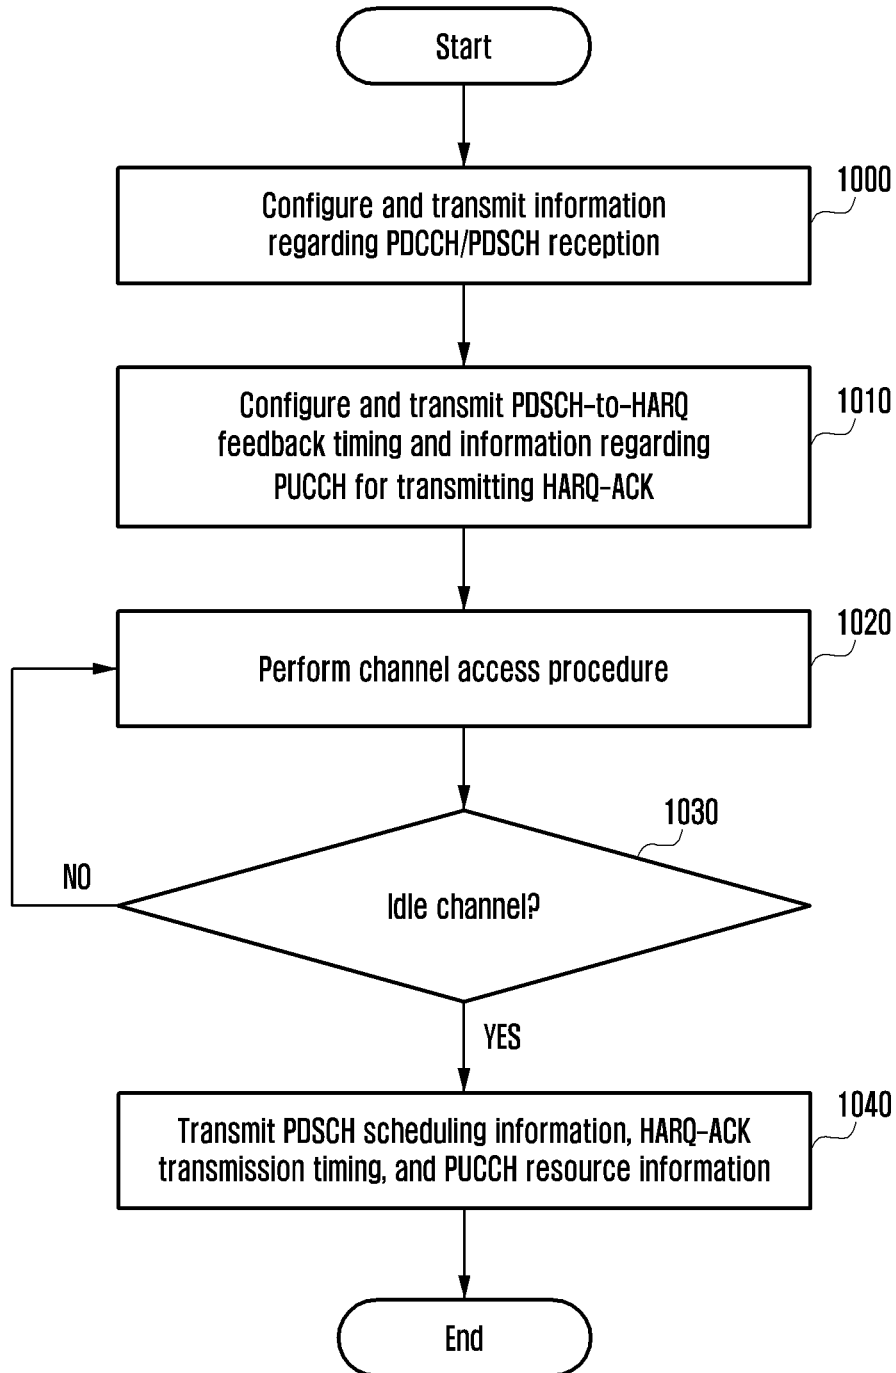 Start
1000
Configure and transmit information
regarding PDCCH/PDSCH reception
1010
Configure and transmit PDSCH-to-HARQ
feedback timing and information regarding
PUCCH for transmitting HARQ-ACK
1020
Perform channel access procedure
1030
NO
Idle channel?
YES
1040
Transmit PDSCH scheduling information, HARQ-ACK
transmission timing, and PUCCH resource information
End